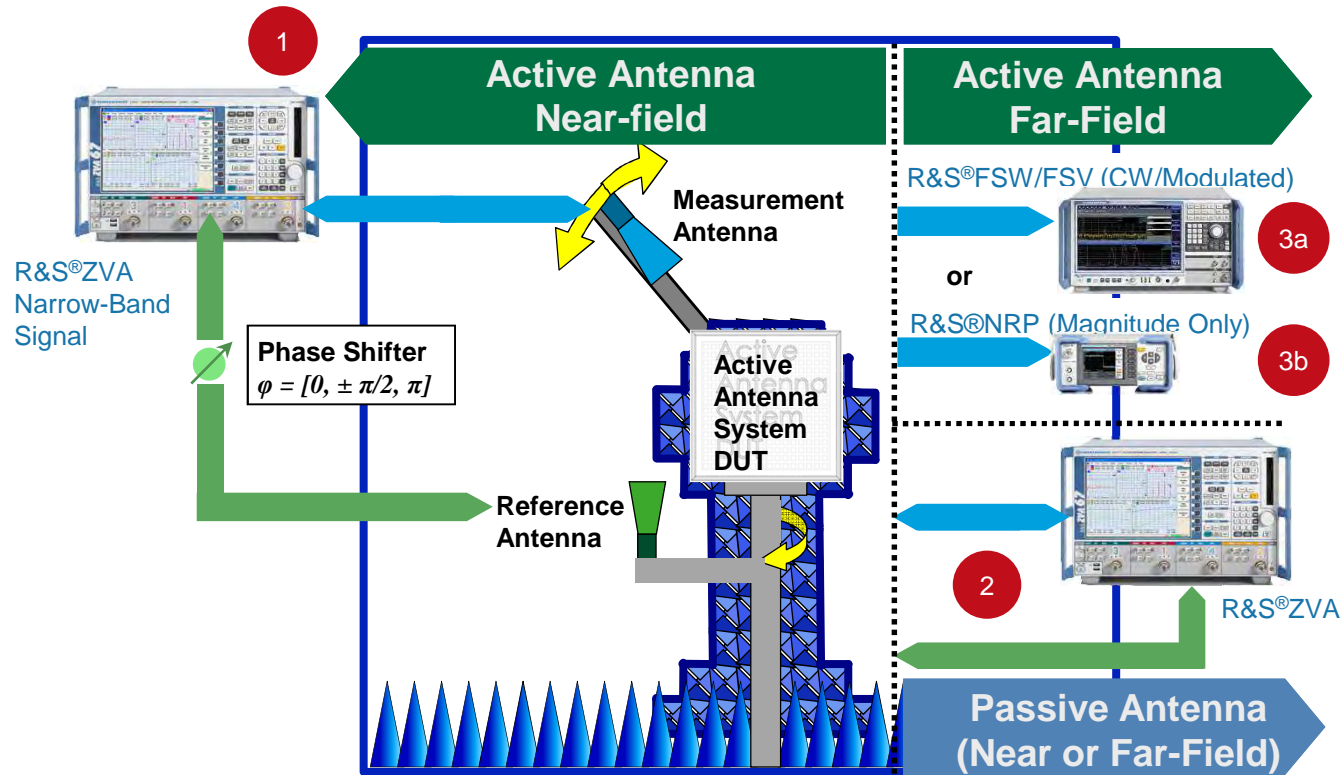 1
Active Antenna
Near-field
Active Antenna
Far-Field
R&S®FSW/FSV (CW/Modulated)
Measurement
Antenna
3a
or
R&S®ZVA
Narrow-Band
Signal
R&S®NRP (Magnitude Only)
3b
Phase Shifter
φ = [0, ± π/2, π]
Active
Antenna
System
DUT
Reference
Antenna
ZVA 67
2
R&S®ZVA
Passive Antenna
(Near or Far-Field)